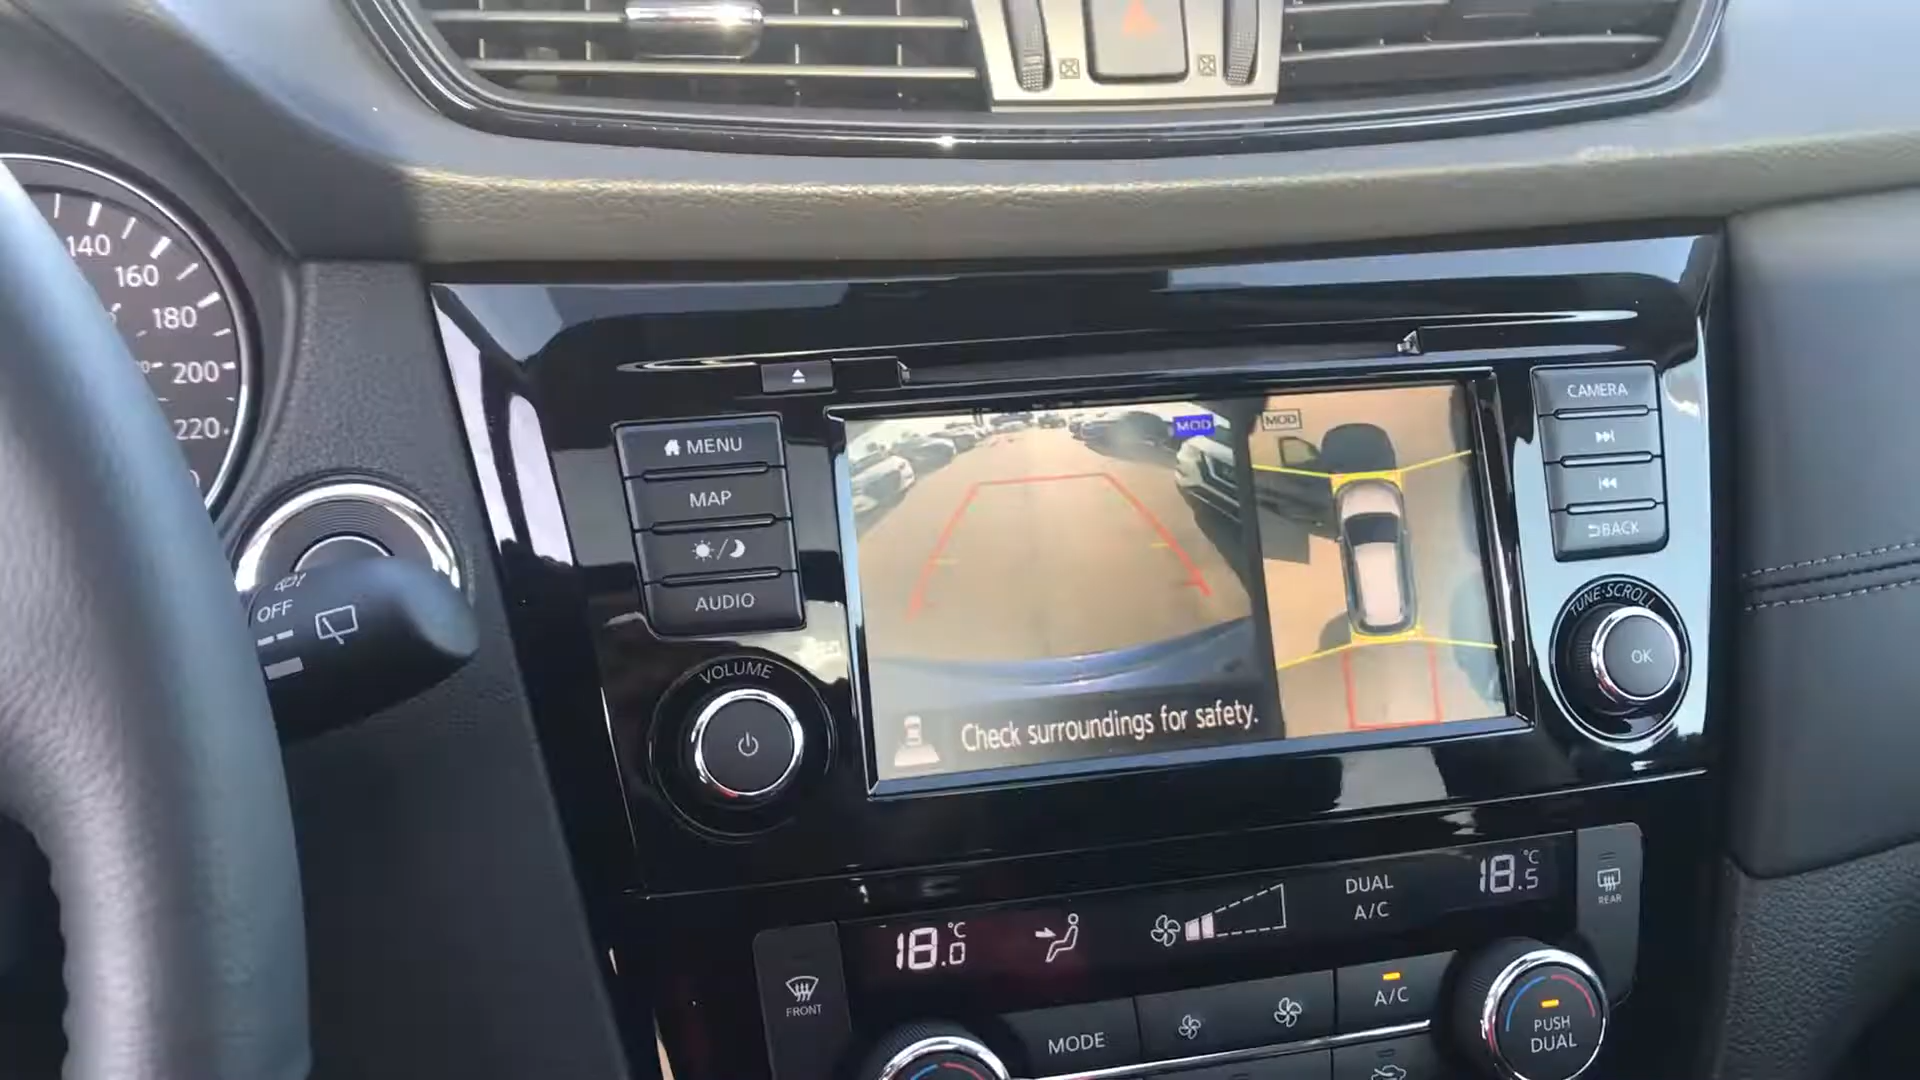 140
160
180
200
220
OFF
MENU
MAP
AUDIO
VOLUME
MOD
MOD
Check surroundings for safety.
CAMERA
BACK
TUNE·SCROLL
OK
18.0 °C
DUAL
A/C
18.5 °C
REAR
FRONT
MODE
A/C
PUSH
DUAL